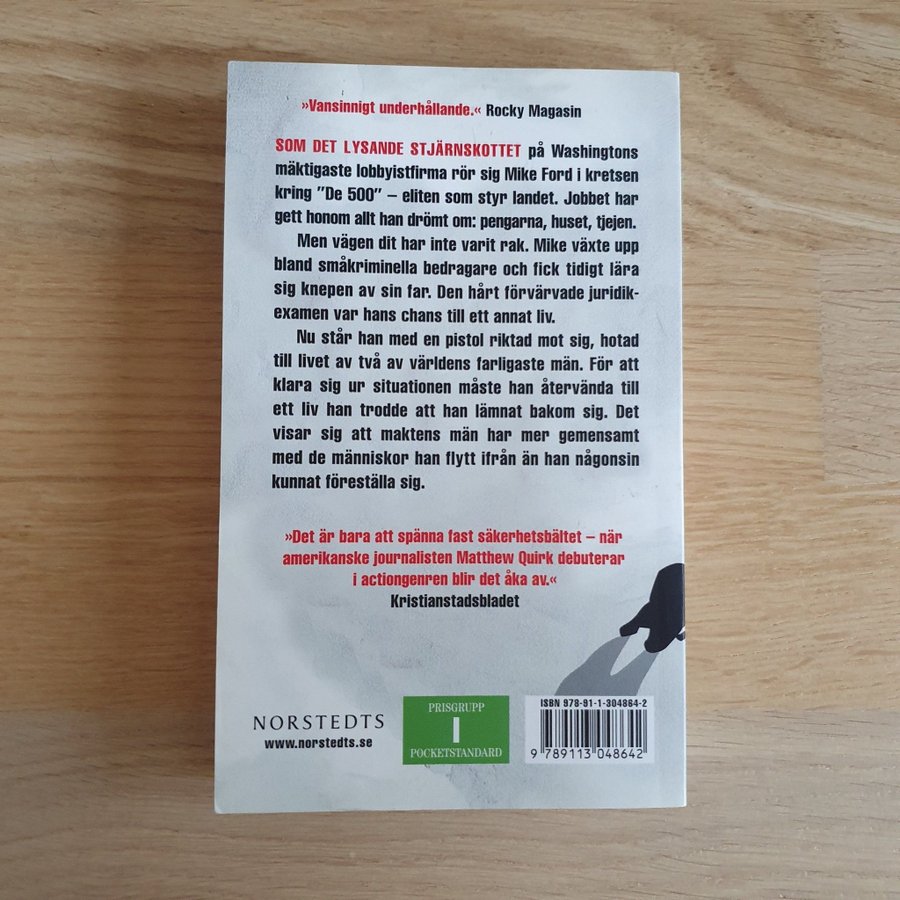 »Vansinnigt underhållande.« Rocky Magasin
SOM DET LYSANDE STJÄRNSKOTTET på Washingtons
mäktigaste lobbyistfirma rör sig Mike Ford i kretsen
kring ”De 500” – eliten som styr landet. Jobbet har
gett honom allt han drömt om: pengarna, huset, tjejen.
Men vägen dit har inte varit rak. Mike växte upp
bland småkriminella bedragare och fick tidigt lära
sig knepen av sin far. Den hårt förvärvade juridik-
examen var hans chans till ett annat liv.
Nu står han med en pistol riktad mot sig, hotad
till livet av två av världens farligaste män. För att
klara sig ur situationen måste han återvända till
ett liv han trodde att han lämnat bakom sig. Det
visar sig att maktens män har mer gemensamt
med de människor han flytt ifrån än han någonsin
kunnat föreställa sig.
»Det är bara att spänna fast säkerhetsbältet – när
amerikanske journalisten Matthew Quirk debuterar
i actiongenren blir det åka av.«
Kristianstadsbladet
NORSTEDTS
www.norstedts.se
PRISGRUPP
I
POCKETSTANDARD
ISBN 978-91-1-304864-2
9 789113 048642